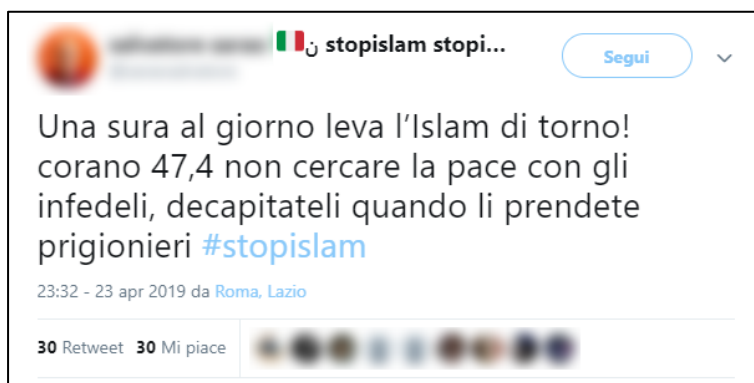 ن stopislam stopi...
Segui
Una sura al giorno leva l’Islam di torno!
corano 47,4 non cercare la pace con gli
infedeli, decapitateli quando li prendete
prigionieri #stopislam
23:32 - 23 apr 2019 da Roma, Lazio
30 Retweet 30 Mi piace